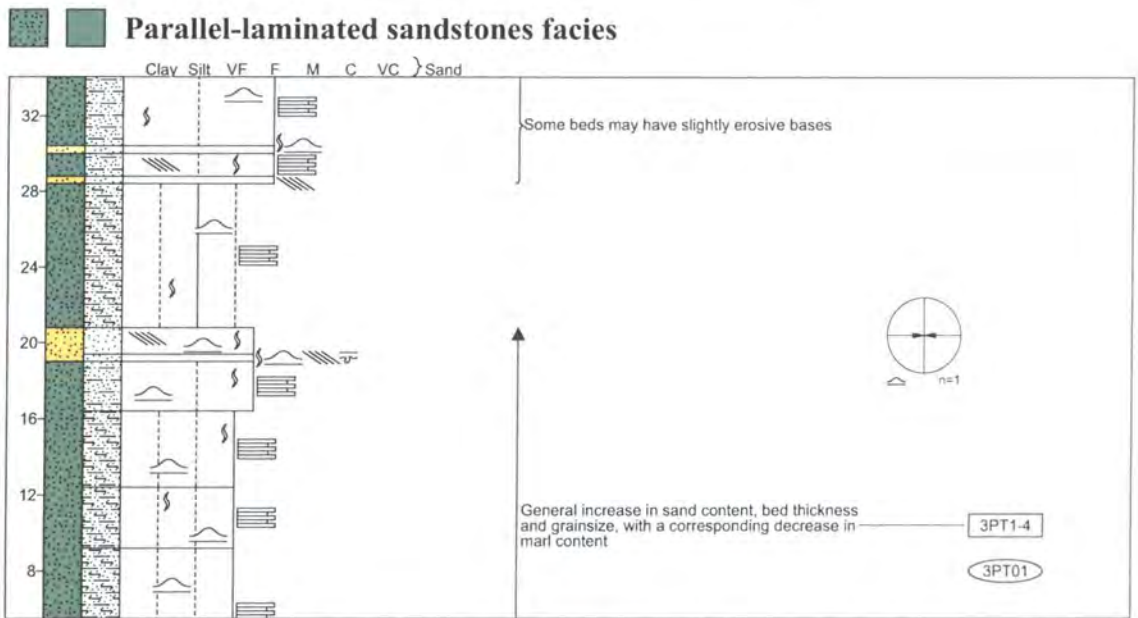 Parallel-laminated sandstones facies
Clay Silt VF F M C VC }Sand
32
Some beds may have slightly erosive bases
28
24
20
n=1
16
12
General increase in sand content, bed thickness
and grainsize, with a corresponding decrease in
marl content
3PT1-4
3PT01
8